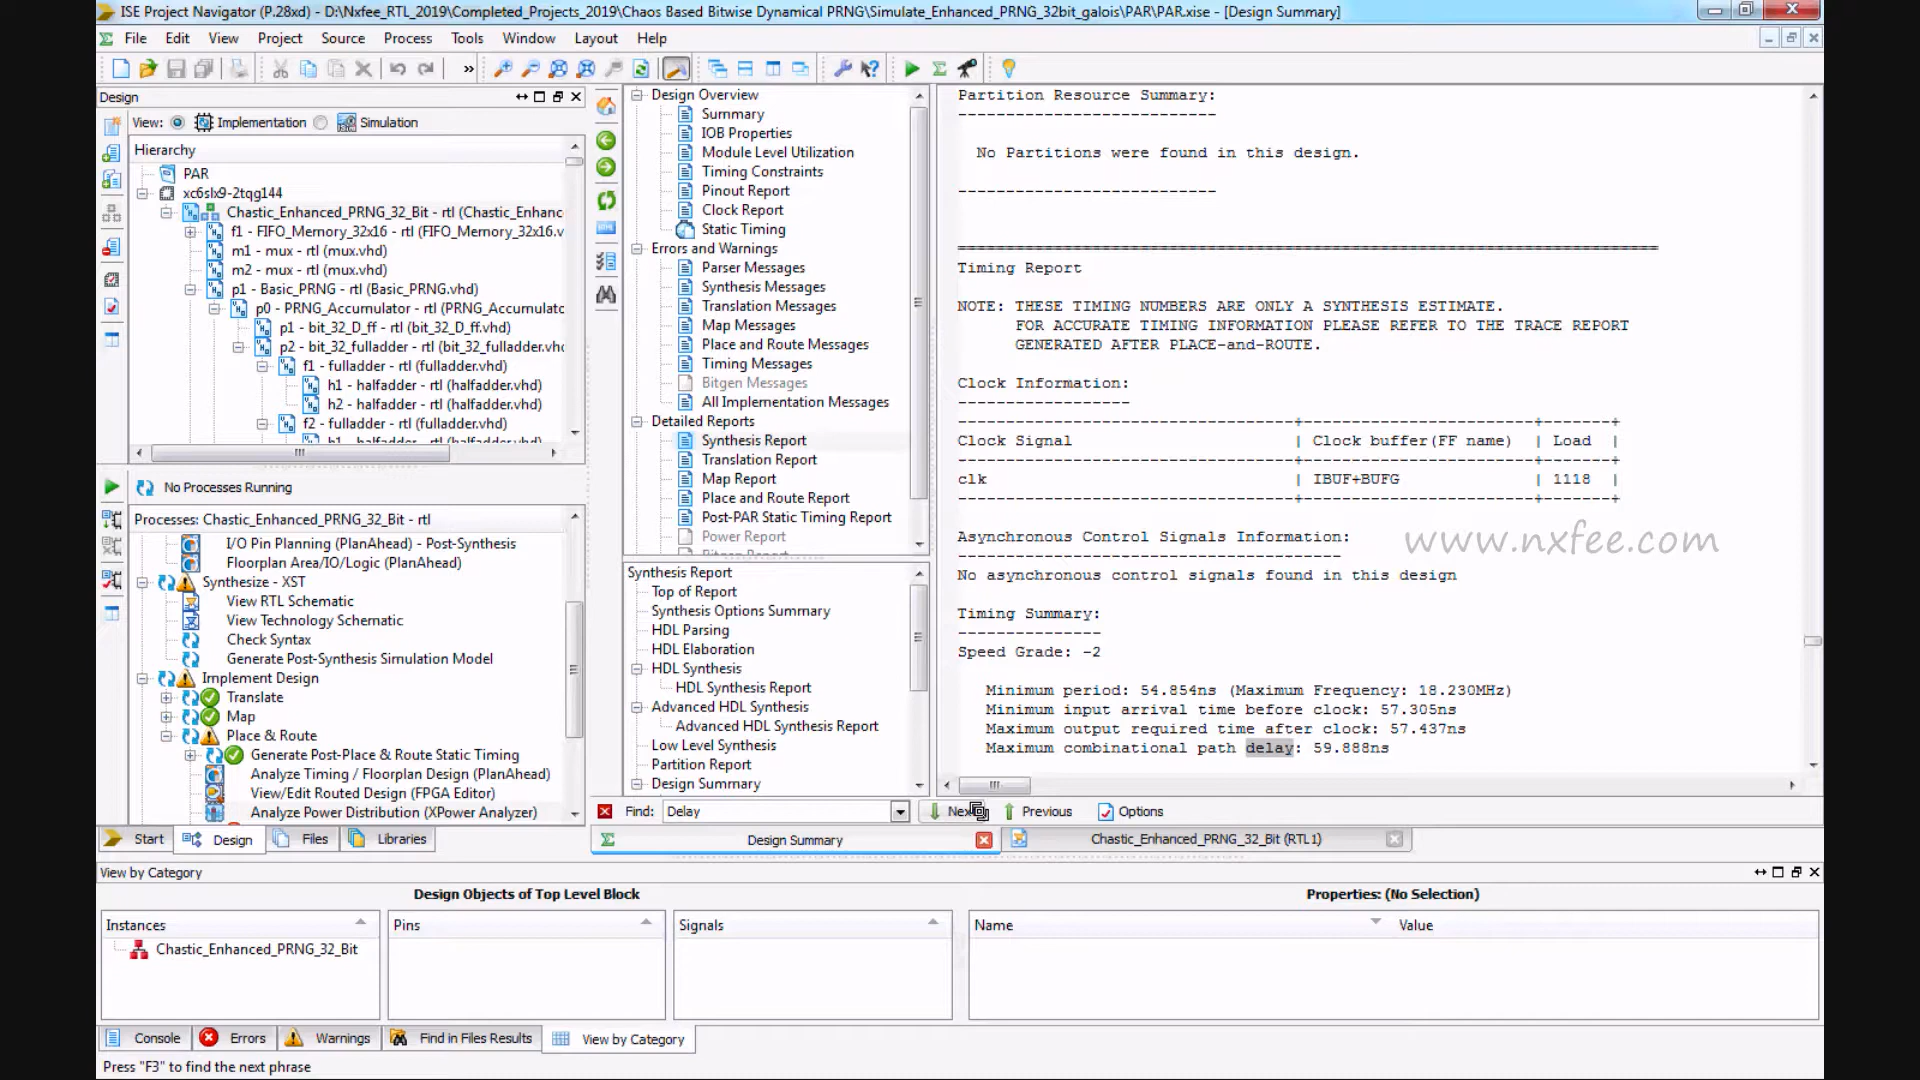 ISE Project Navigator (P.28xd) - D:\Nxfee_RTL_2019\Completed_Projects_2019\Chaos Based Bitwise Dynamical PRNG\Simulate_Enhanced_PRNG_32bit_galois\PAR\PAR.xise - [Design Summary]
File Edit View Project Source Process Tools Window Layout Help
»
Design
View: Implementation Simulation
Hierarchy
PAR
xc6slx9-2tqg144
Chastic_Enhanced_PRNG_32_Bit - rtl (Chastic_Enhanc
f1 - FIFO_Memory_32x16 - rtl (FIFO_Memory_32x16.v
m1 - mux - rtl (mux.vhd)
m2 - mux - rtl (mux.vhd)
p1 - Basic_PRNG - rtl (Basic_PRNG.vhd)
p0 - PRNG_Accumulator - rtl (PRNG_Accumulatc
p1 - bit_32_D_ff - rtl (bit_32_D_ff.vhd)
p2 - bit_32_fulladder - rtl (bit_32_fulladder.vhc
f1 - fulladder - rtl (fulladder.vhd)
h1 - halfadder - rtl (halfadder.vhd)
h2 - halfadder - rtl (halfadder.vhd)
f2 - fulladder - rtl (fulladder.vhd)
h1 - halfadder - rtl (halfadder.vhd)
No Processes Running
Processes: Chastic_Enhanced_PRNG_32_Bit - rtl
I/O Pin Planning (PlanAhead) - Post-Synthesis
Floorplan Area/IO/Logic (PlanAhead)
Synthesize - XST
View RTL Schematic
View Technology Schematic
Check Syntax
Generate Post-Synthesis Simulation Model
Implement Design
Translate
Map
Place & Route
Generate Post-Place & Route Static Timing
Analyze Timing / Floorplan Design (PlanAhead)
View/Edit Routed Design (FPGA Editor)
Analyze Power Distribution (XPower Analyzer)
Start Design Files Libraries
Design Overview
Summary
IOB Properties
Module Level Utilization
Timing Constraints
Pinout Report
Clock Report
Static Timing
Errors and Warnings
Parser Messages
Synthesis Messages
Translation Messages
Map Messages
Place and Route Messages
Timing Messages
Bitgen Messages
All Implementation Messages
Detailed Reports
Synthesis Report
Translation Report
Map Report
Place and Route Report
Post-PAR Static Timing Report
Power Report
Bitgen Report
Synthesis Report
Top of Report
Synthesis Options Summary
HDL Parsing
HDL Elaboration
HDL Synthesis
HDL Synthesis Report
Advanced HDL Synthesis
Advanced HDL Synthesis Report
Low Level Synthesis
Partition Report
Design Summary
Partition Resource Summary:
---------------------------
No Partitions were found in this design.
---------------------------
=========================================================================
Timing Report
NOTE: THESE TIMING NUMBERS ARE ONLY A SYNTHESIS ESTIMATE.
FOR ACCURATE TIMING INFORMATION PLEASE REFER TO THE TRACE REPORT
GENERATED AFTER PLACE-and-ROUTE.
Clock Information:
------------------
-----------------------------------+------------------------+-------+
Clock Signal | Clock buffer(FF name) | Load |
-----------------------------------+------------------------+-------+
clk | IBUF+BUFG | 1118 |
-----------------------------------+------------------------+-------+
www.nxfee.com
Asynchronous Control Signals Information:
----------------------------------------
No asynchronous control signals found in this design
Timing Summary:
---------------
Speed Grade: -2
Minimum period: 54.854ns (Maximum Frequency: 18.230MHz)
Minimum input arrival time before clock: 57.305ns
Maximum output required time after clock: 57.437ns
Maximum combinational path delay: 59.888ns
Find: Delay Next Previous Options
Design Summary Chastic_Enhanced_PRNG_32_Bit (RTL1)
View by Category
Design Objects of Top Level Block Properties: (No Selection)
Instances Pins Signals Name Value
Chastic_Enhanced_PRNG_32_Bit
Console Errors Warnings Find in Files Results View by Category
Press "F3" to find the next phrase